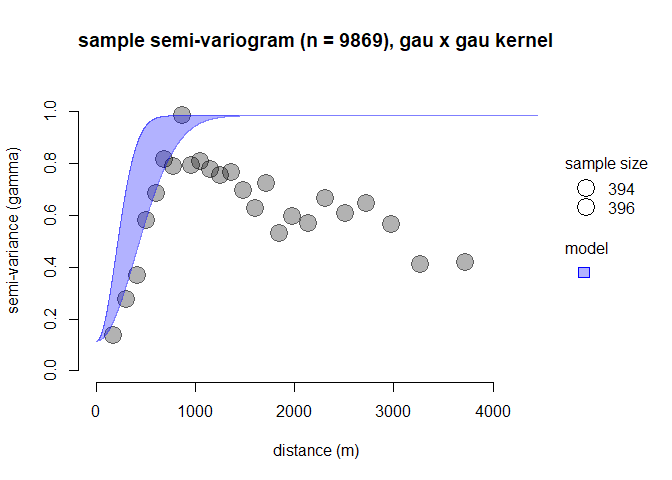 sample semi-variogram (n = 9869), gau x gau kernel
semi-variance (gamma)
1.0
0.8
0.6
0.4
0.2
0.0
0 1000 2000 3000 4000
distance (m)
sample size
394
396
model